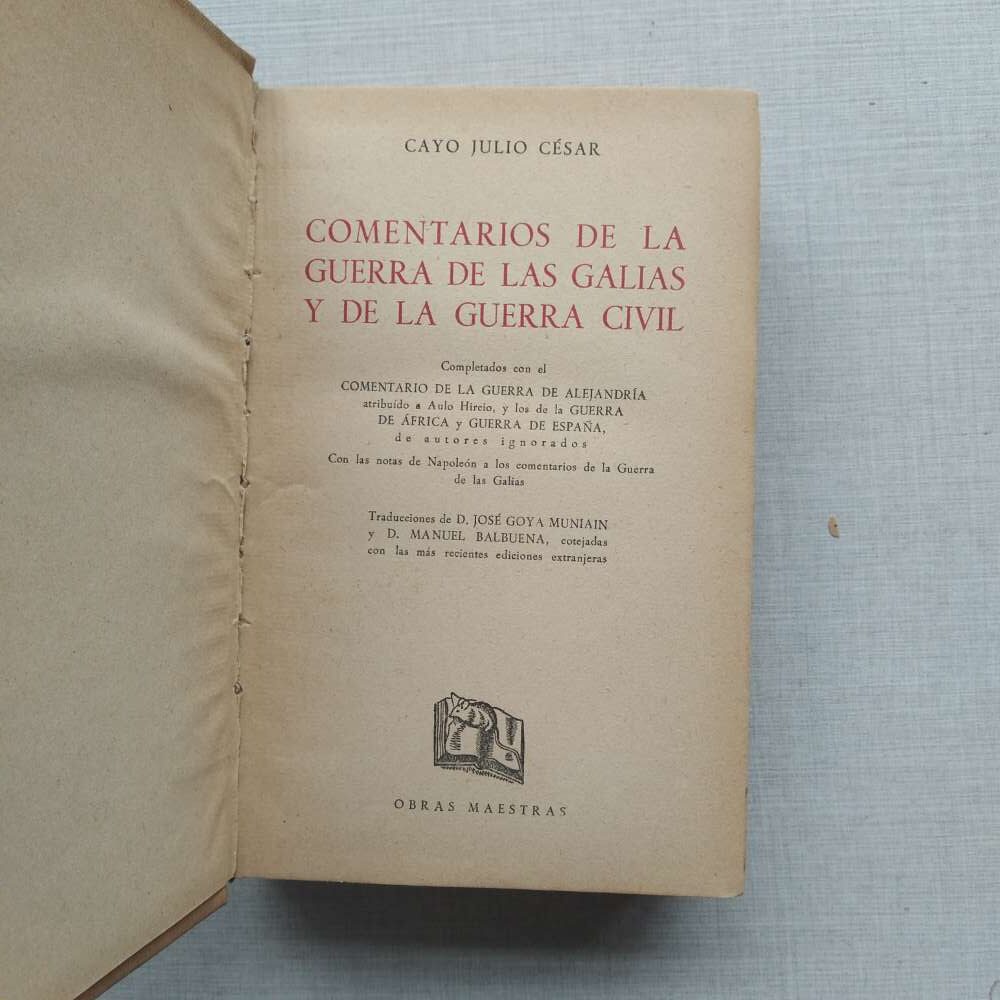 CAYO JULIO CÉSAR
COMENTARIOS DE LA
GUERRA DE LAS GALIAS
Y DE LA GUERRA CIVIL
Completados con el
COMENTARIO DE LA GUERRA DE ALEJANDRÍA
atribuído a Aulo Hircio, y los de la GUERRA
DE ÁFRICA y GUERRA DE ESPAÑA,
de autores ignorados
Con las notas de Napoleón a los comentarios de la Guerra
de las Galias
Traducciones de D. JOSÉ GOYA MUNIAIN
y D. MANUEL BALBUENA, cotejadas
con las más recientes ediciones extranjeras
OBRAS MAESTRAS